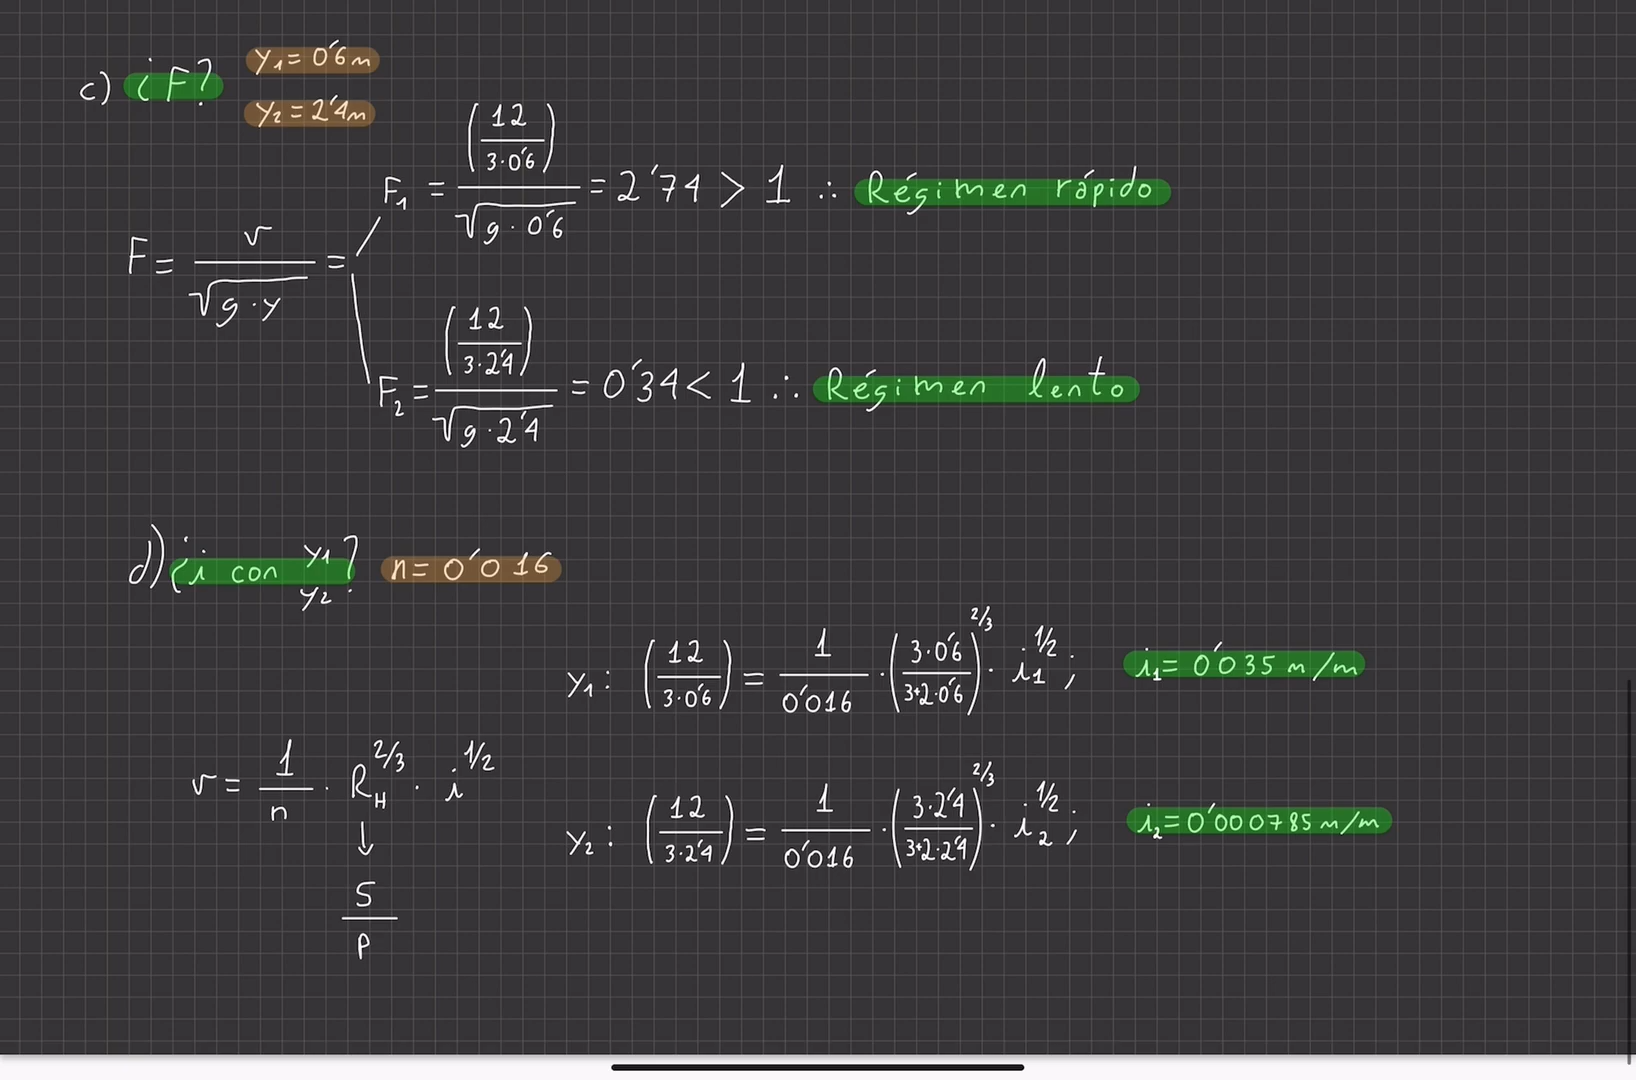 c) ¿F? y₁ = 0'6 m
y₂ = 2'4 m
F₁ = (12 / 3·0'6) / √(g·0'6) = 2'74 > 1 ∴ Régimen rápido
F = v / √(g·y) =
F₂ = (12 / 3·2'4) / √(g·2'4) = 0'34 < 1 ∴ Régimen lento
d) ¿i con y₁ y₂? n = 0'016
y₁: (12 / 3·0'6) = 1 / 0'016 · (3·0'6 / 3+2·0'6)^2/3 · i₁^1/2 ; i₁ = 0'035 m/m
v = 1 / n · R_H^2/3 · i^1/2
y₂: (12 / 3·2'4) = 1 / 0'016 · (3·2'4 / 3+2·2'4)^2/3 · i₂^1/2 ; i₂ = 0'000785 m/m
↓
S / P